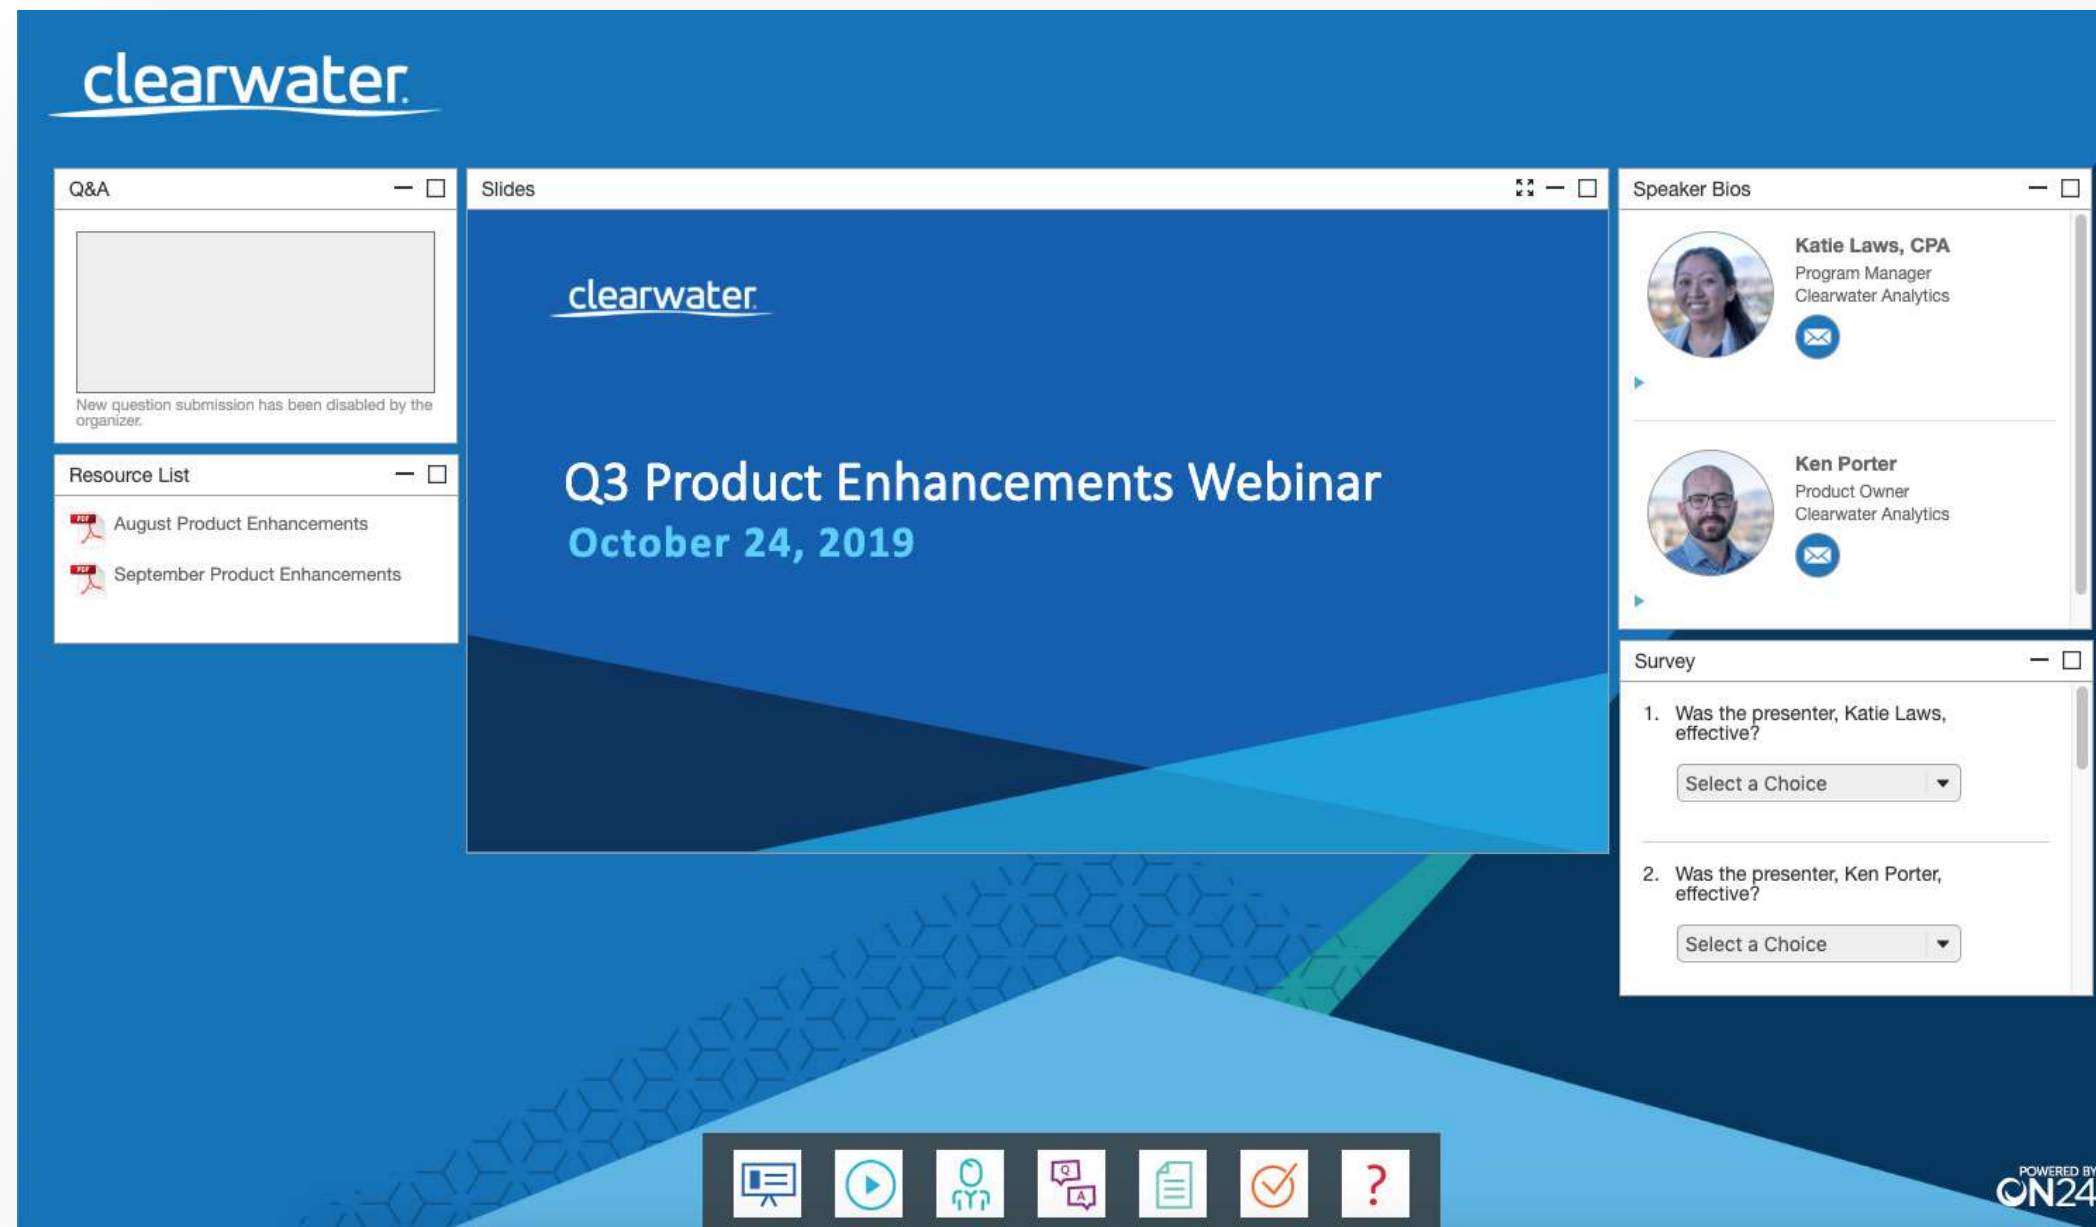 clearwater
Q&A
New question submission has been disabled by the
organizer.
Resource List
August Product Enhancements
September Product Enhancements
Slides
clearwater
Q3 Product Enhancements Webinar
October 24, 2019
Speaker Bios
Katie Laws, CPA
Program Manager
Clearwater Analytics
Ken Porter
Product Owner
Clearwater Analytics
Survey
1. Was the presenter, Katie Laws,
effective?
Select a Choice
2. Was the presenter, Ken Porter,
effective?
Select a Choice
Q
A
?
POWERED BY
ON24